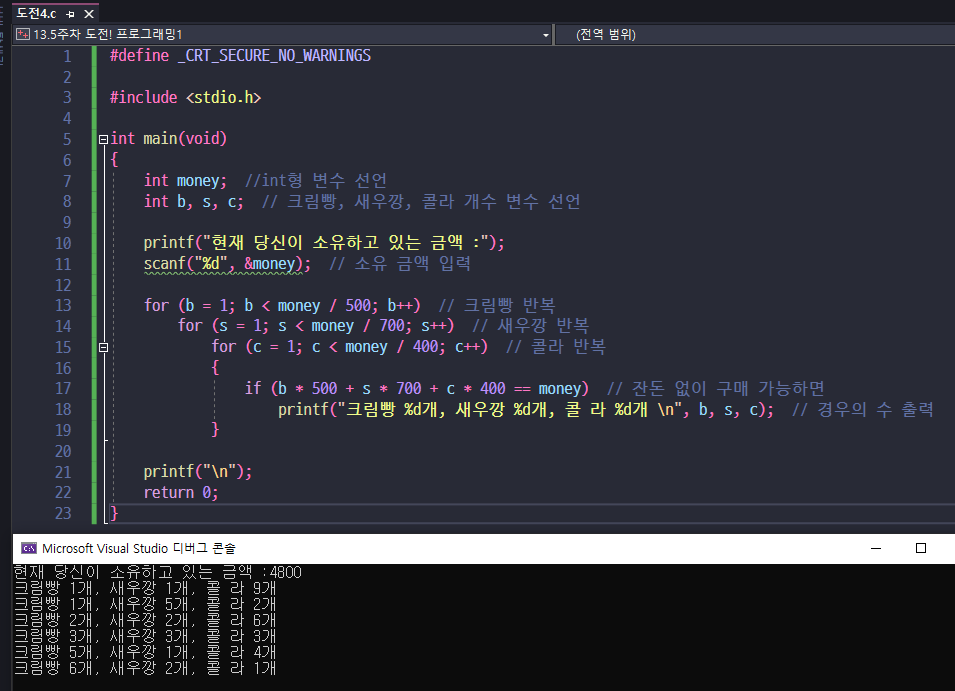 도전4.c
13.5주차 도전! 프로그래밍1
(전역 범위)
1 #define _CRT_SECURE_NO_WARNINGS
2
3 #include <stdio.h>
4
5 int main(void)
6 {
7 int money; //int형 변수 선언
8 int b, s, c; // 크림빵, 새우깡, 콜라 개수 변수 선언
9
10 printf("현재 당신이 소유하고 있는 금액 :");
11 scanf("%d", &money); // 소유 금액 입력
12
13 for (b = 1; b < money / 500; b++) // 크림빵 반복
14 for (s = 1; s < money / 700; s++) // 새우깡 반복
15 for (c = 1; c < money / 400; c++) // 콜라 반복
16 {
17 if (b * 500 + s * 700 + c * 400 == money) // 잔돈 없이 구매 가능하면
18 printf("크림빵 %d개, 새우깡 %d개, 콜 라 %d개 \n", b, s, c); // 경우의 수 출력
19 }
20
21 printf("\n");
22 return 0;
23 }
Microsoft Visual Studio 디버그 콘솔
현재 당신이 소유하고 있는 금액 :4800
크림빵 1개, 새우깡 1개, 콜 라 9개
크림빵 1개, 새우깡 5개, 콜 라 2개
크림빵 2개, 새우깡 2개, 콜 라 6개
크림빵 3개, 새우깡 3개, 콜 라 3개
크림빵 5개, 새우깡 1개, 콜 라 4개
크림빵 6개, 새우깡 2개, 콜 라 1개